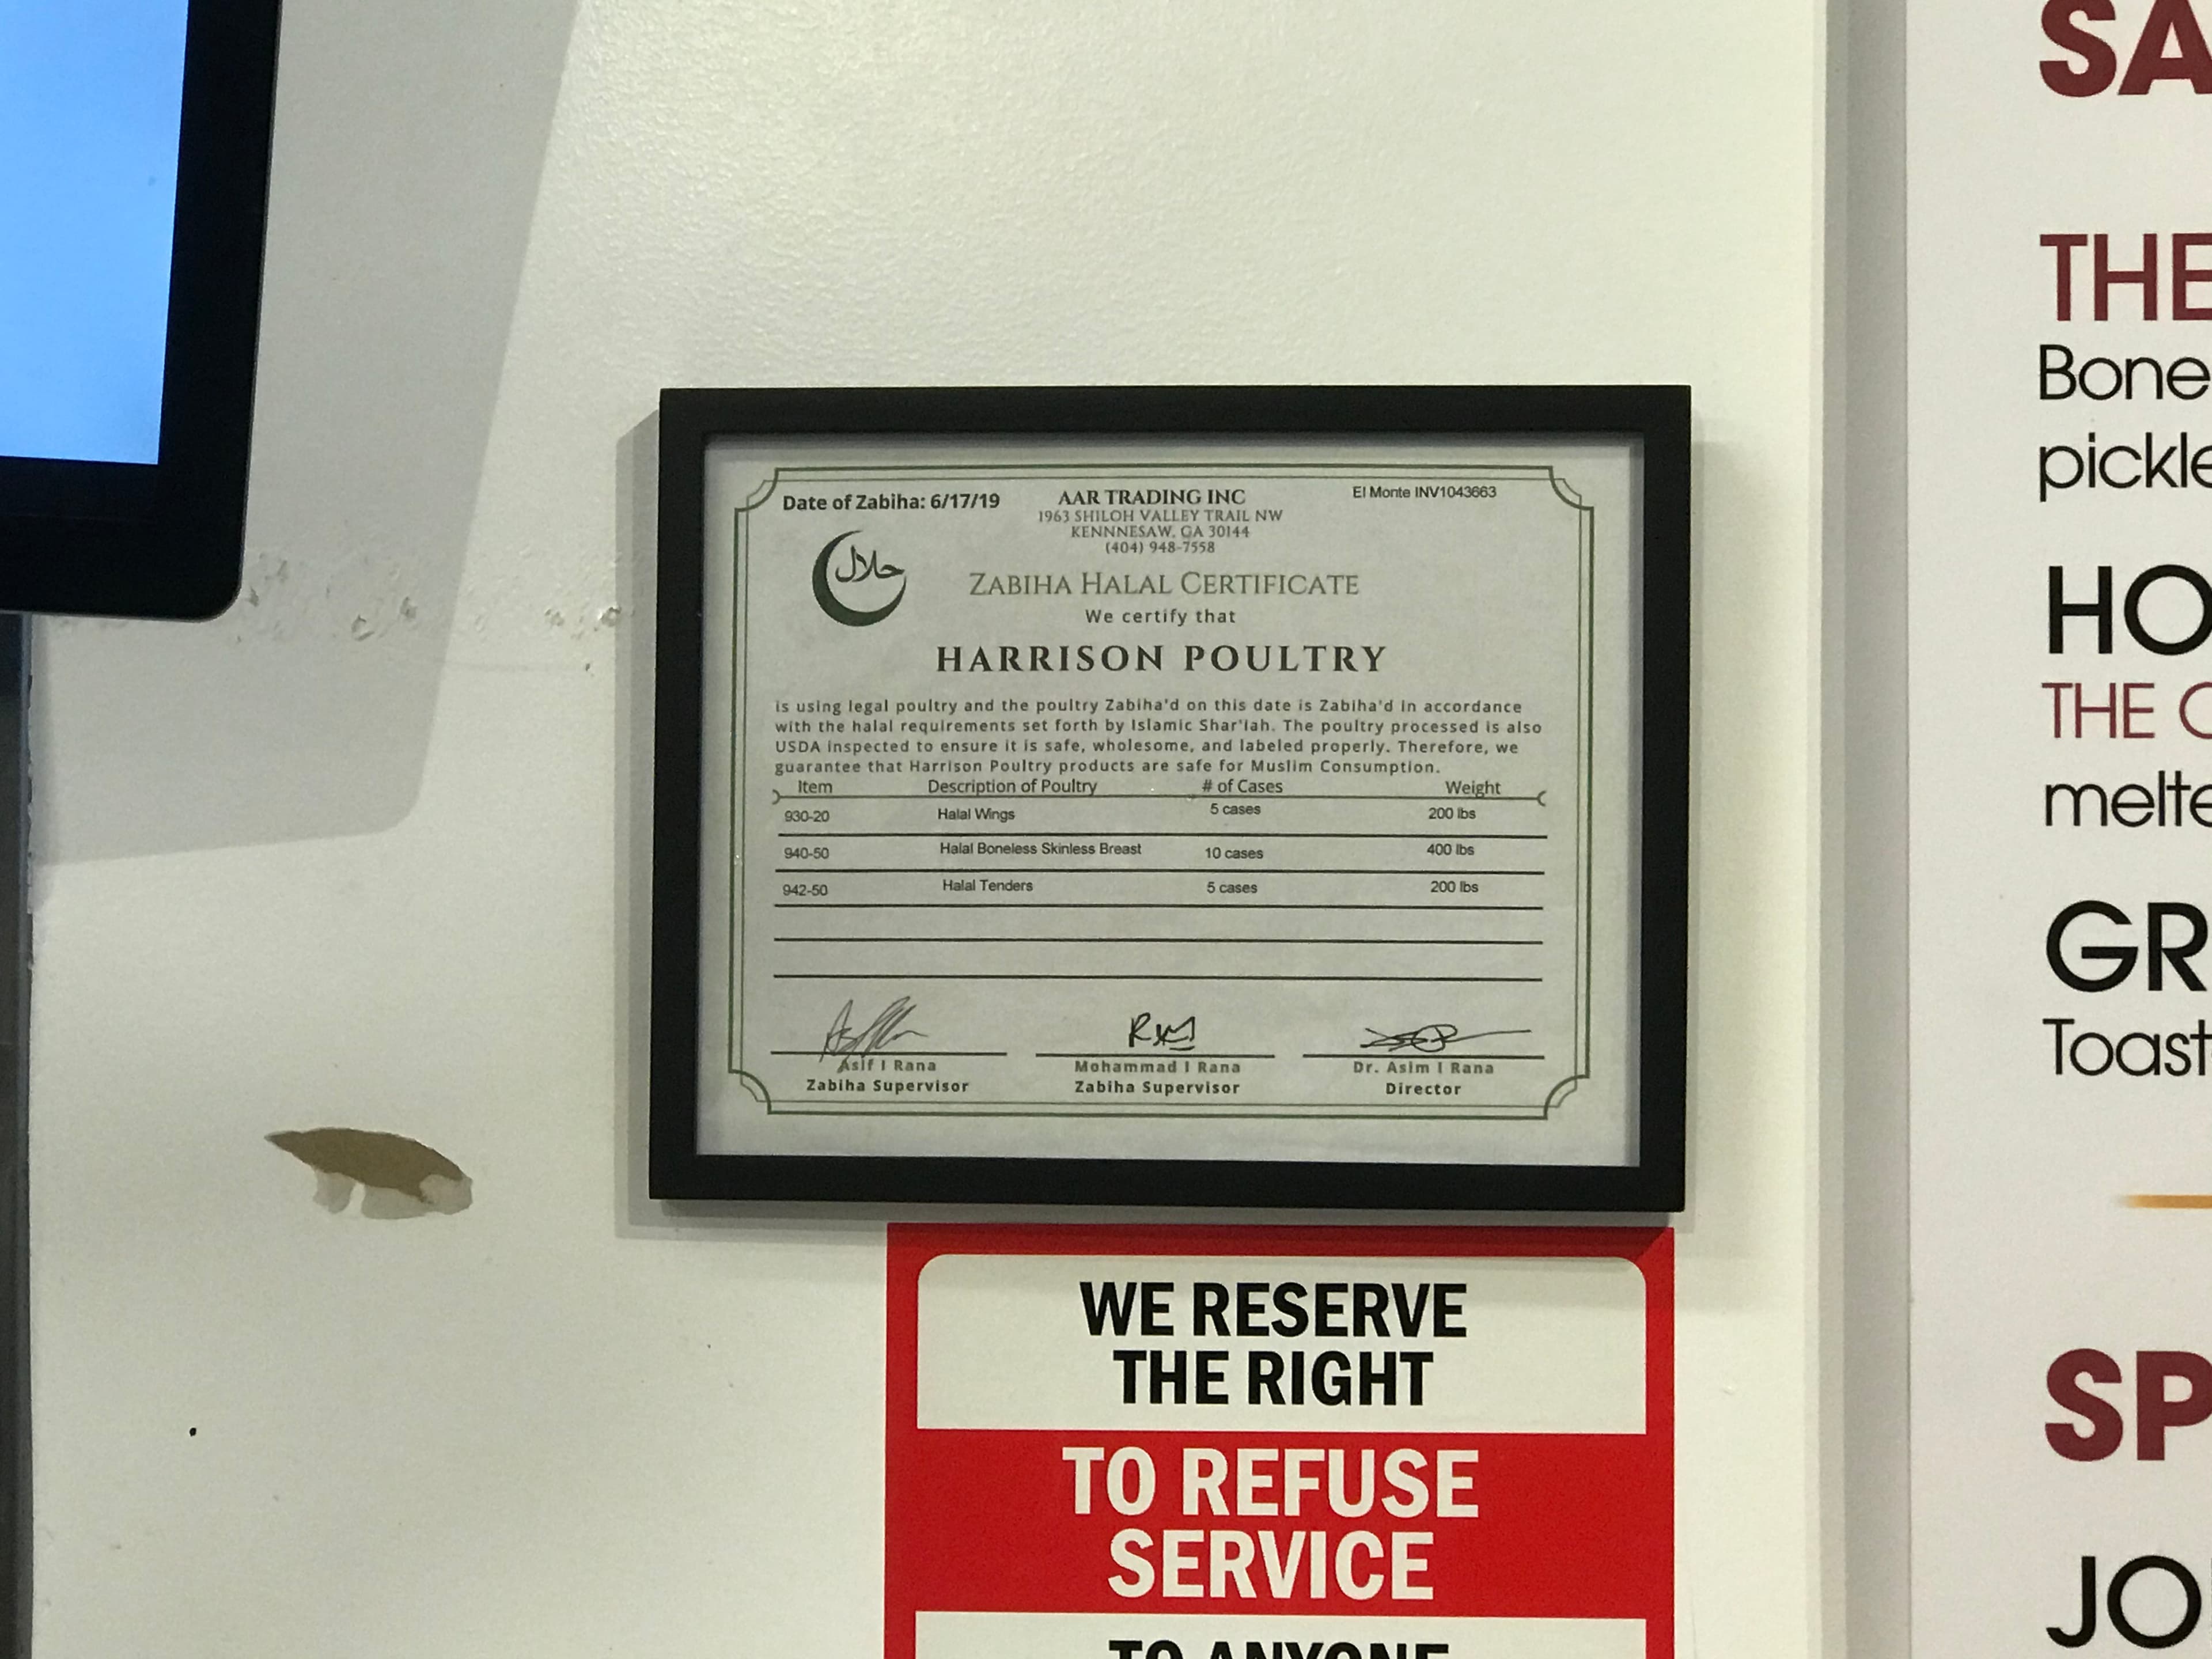 Date of Zabiha: 6/17/19
AAR TRADING INC
El Monte INV1043663
1963 SHILOH VALLEY TRAIL NW
KENNNESAW, GA 30144
(404) 948-7558
حلال
ZABIHA HALAL CERTIFICATE
We certify that
HARRISON POULTRY
is using legal poultry and the poultry Zabiha'd on this date is Zabiha'd in accordance
with the halal requirements set forth by Islamic Shar'iah. The poultry processed is also
USDA inspected to ensure it is safe, wholesome, and labeled properly. Therefore, we
guarantee that Harrison Poultry products are safe for Muslim Consumption.
Item Description of Poultry # of Cases Weight
930-20 Halal Wings 5 cases 200 lbs
940-50 Halal Boneless Skinless Breast 10 cases 400 lbs
942-50 Halal Tenders 5 cases 200 lbs
Asif I Rana Mohammad I Rana Dr. Asim I Rana
Zabiha Supervisor Zabiha Supervisor Director
WE RESERVE
THE RIGHT
TO REFUSE
SERVICE
TO ANYONE
SA
THE
Bone
pickle
HO
THE
melte
GR
Toast
SP
JO